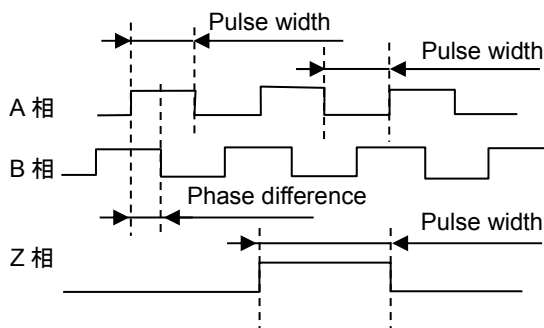 Pulse width
Pulse width
A 相
B 相
Phase difference
Pulse width
Z 相